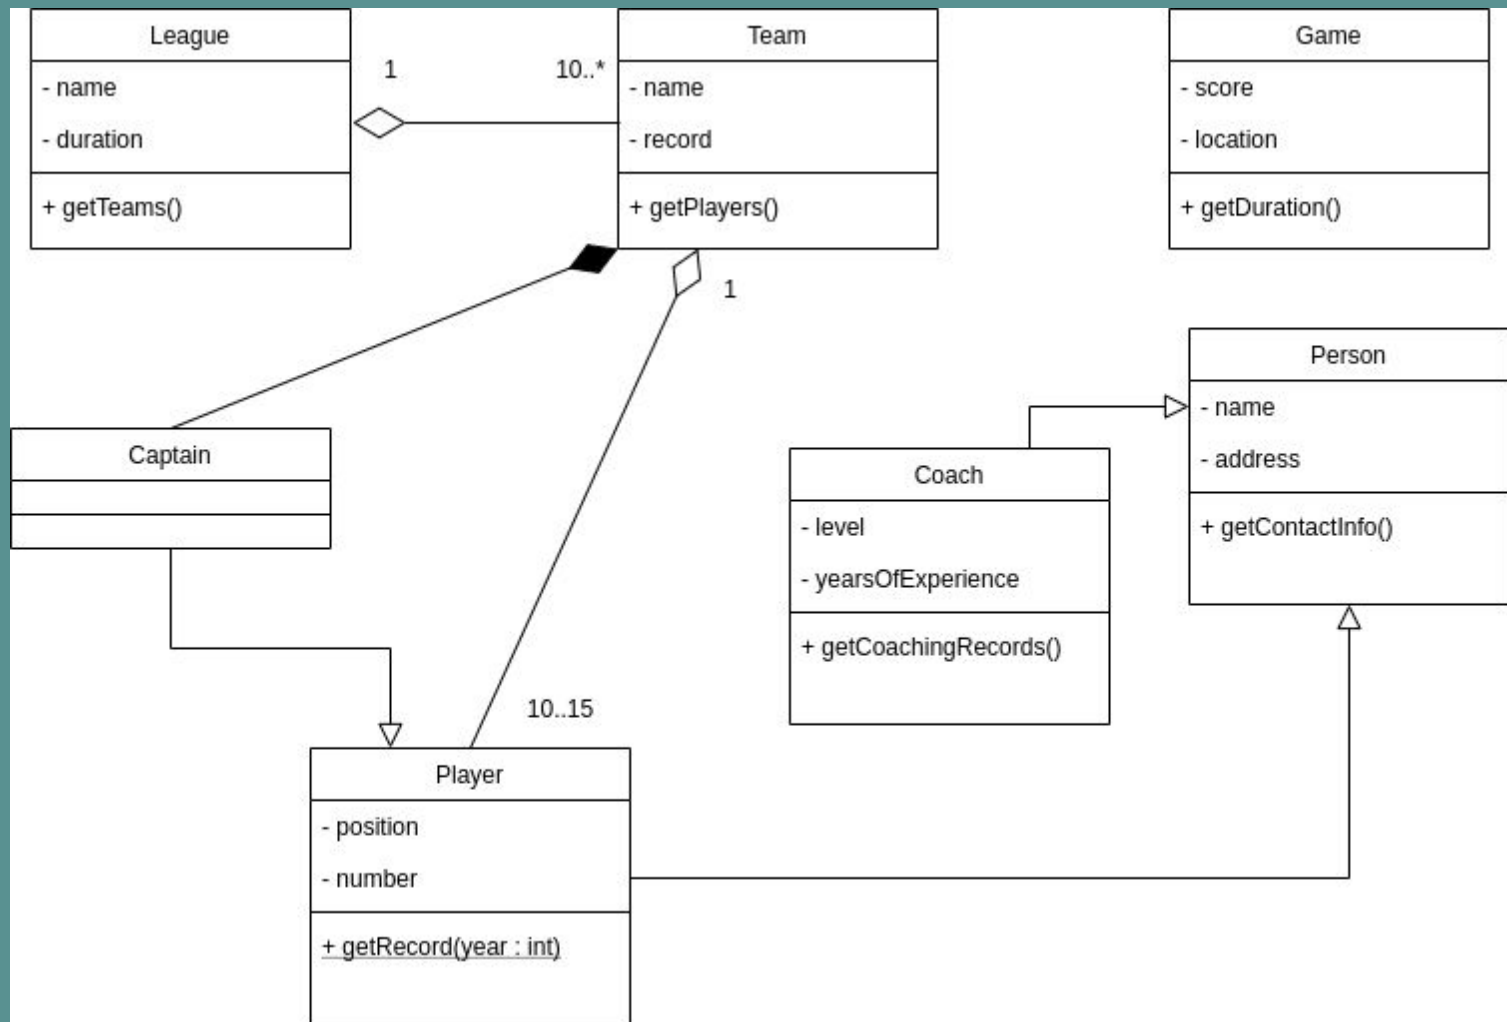 League
- name
- duration
+ getTeams()
1
10..*
Team
- name
- record
+ getPlayers()
Game
- score
- location
+ getDuration()
1
Person
- name
- address
+ getContactInfo()
Captain
Coach
- level
- yearsOfExperience
+ getCoachingRecords()
10..15
Player
- position
- number
+ getRecord(year : int)